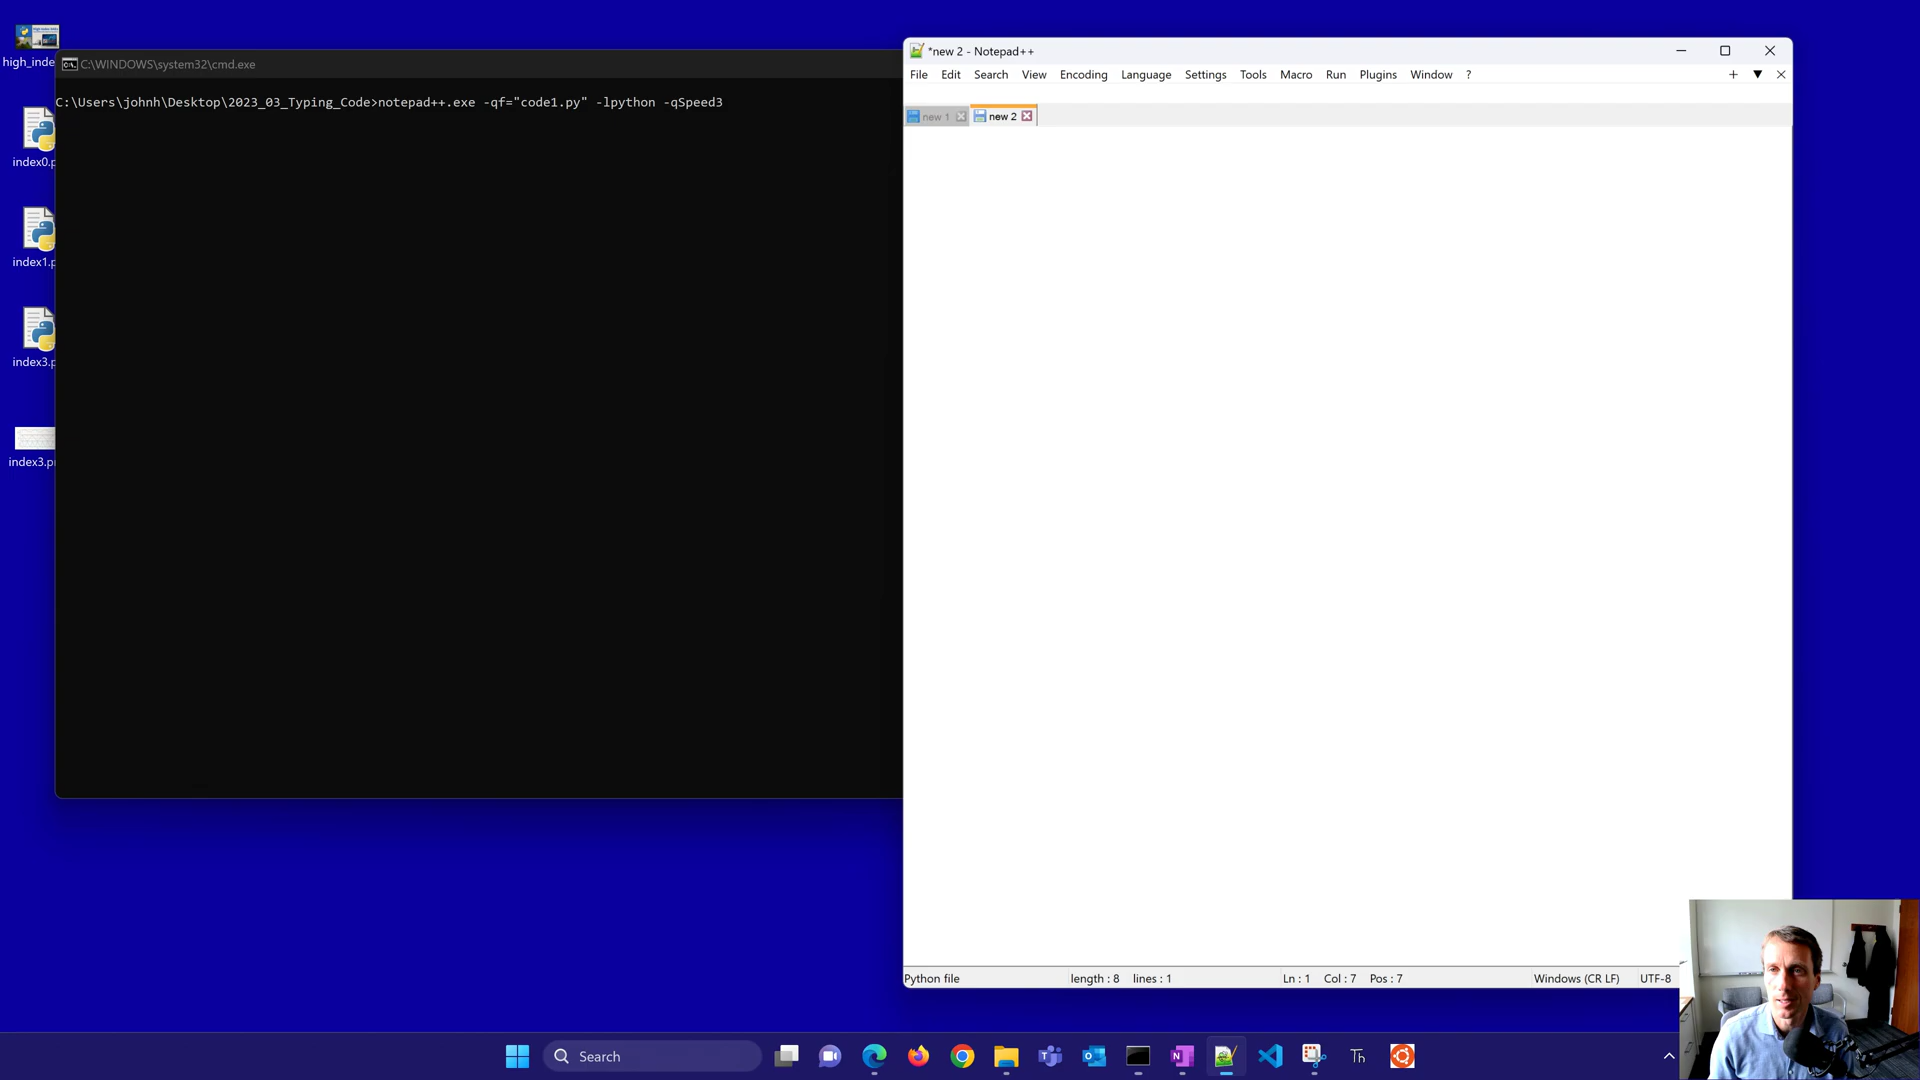 high_inde
C:\WINDOWS\system32\cmd.exe
C:\Users\johnh\Desktop\2023_03_Typing_Code>notepad++.exe -qf="code1.py" -lpython -qSpeed3
index0.p
index1.p
index3.p
index3.pr
*new 2 - Notepad++
File Edit Search View Encoding Language Settings Tools Macro Run Plugins Window ?
new 1 new 2
Python file length : 8 lines : 1 Ln : 1 Col : 7 Pos : 7 Windows (CR LF) UTF-8
Search
Th